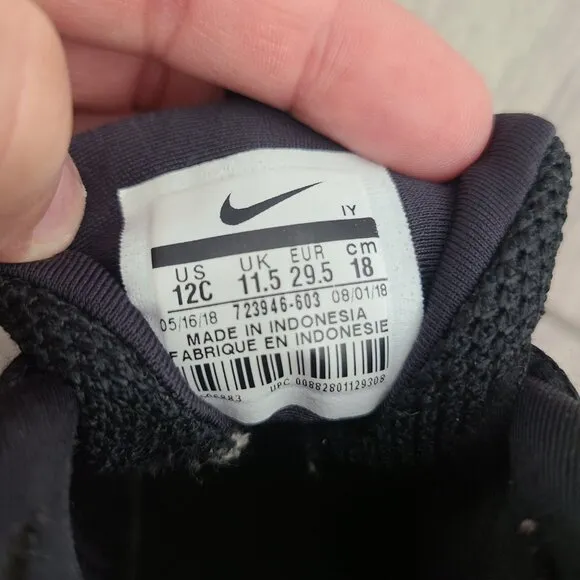 IY
US UK EUR cm
12C 11.5 29.5 18
05/16/18 723946-603 08/01/18
MADE IN INDONESIA
FABRIQUE EN INDONESIE
UPC 00882801129308